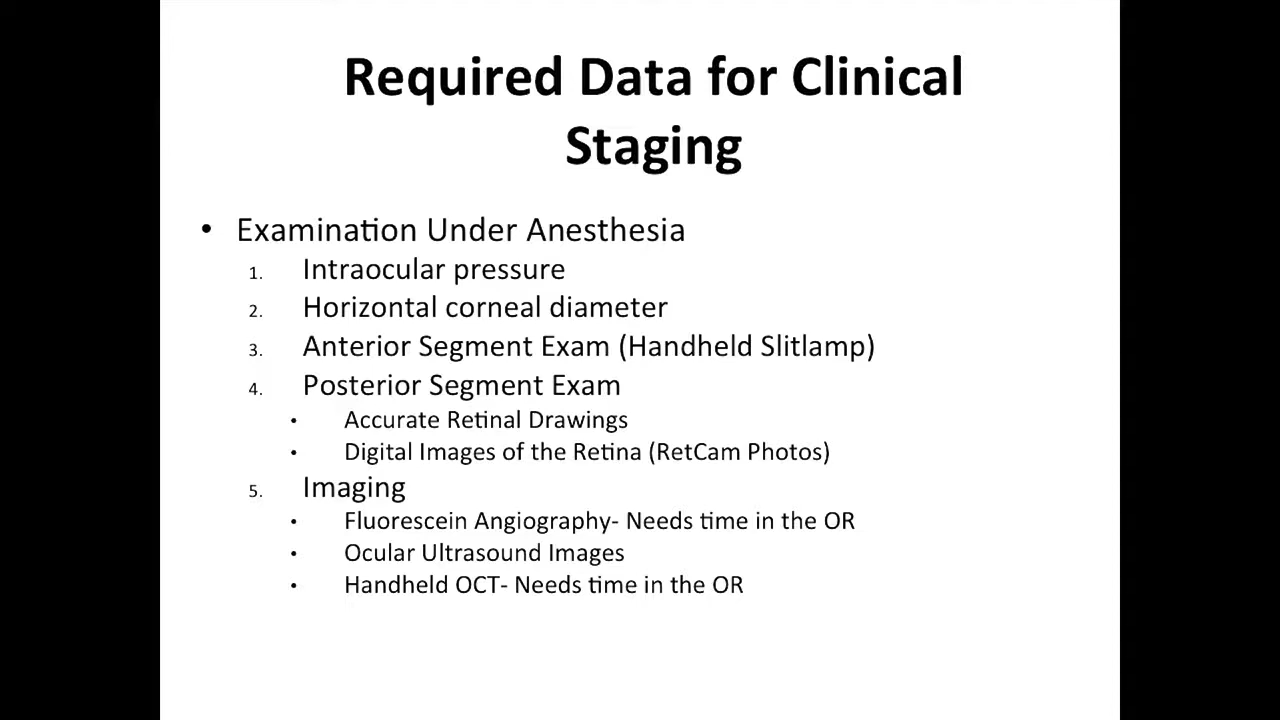 Required Data for Clinical
Staging
• Examination Under Anesthesia
1. Intraocular pressure
2. Horizontal corneal diameter
3. Anterior Segment Exam (Handheld Slitlamp)
4. Posterior Segment Exam
• Accurate Retinal Drawings
• Digital Images of the Retina (RetCam Photos)
5. Imaging
• Fluorescein Angiography- Needs time in the OR
• Ocular Ultrasound Images
• Handheld OCT- Needs time in the OR